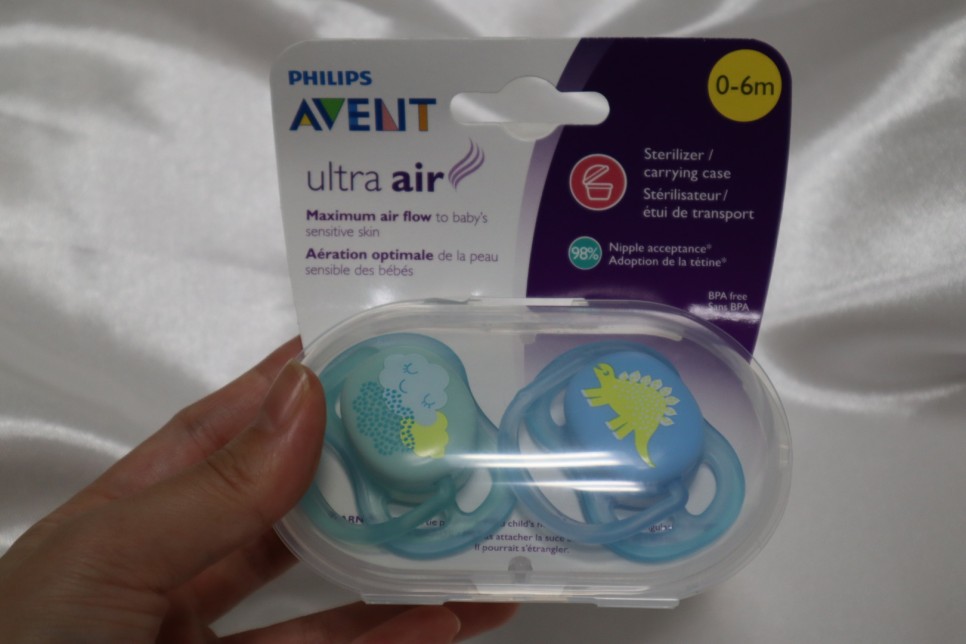 PHILIPS
AVENT
ultra air
Maximum air flow to baby's
sensitive skin
Aération optimale de la peau
sensible des bébés
0-6m
Sterilizer /
carrying case
Stérilisateur /
étui de transport
98%
Nipple acceptance*
Adoption de la tétine*
BPA free
Sans BPA
a child's
attacher la suce
Il pourrait s'étrangler.